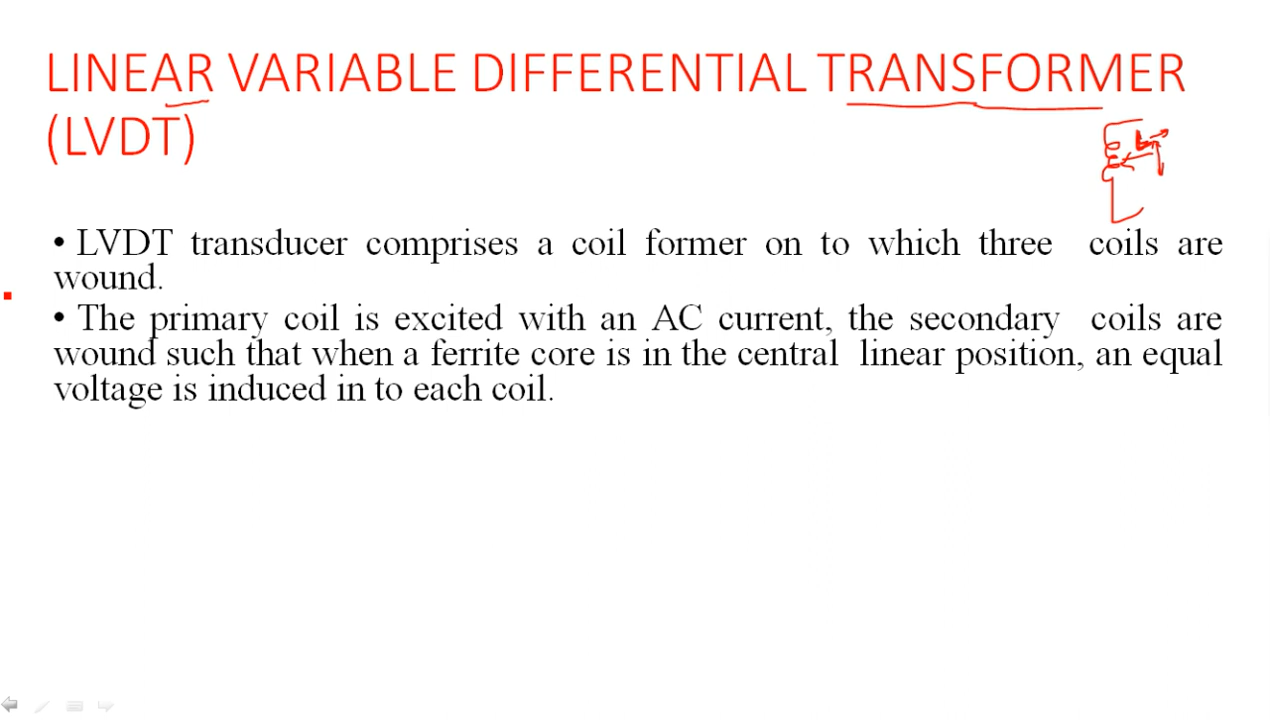 LINEAR VARIABLE DIFFERENTIAL TRANSFORMER
(LVDT)
• LVDT transducer comprises a coil former on to which three coils are
wound.
• The primary coil is excited with an AC current, the secondary coils are
wound such that when a ferrite core is in the central linear position, an equal
voltage is induced in to each coil.